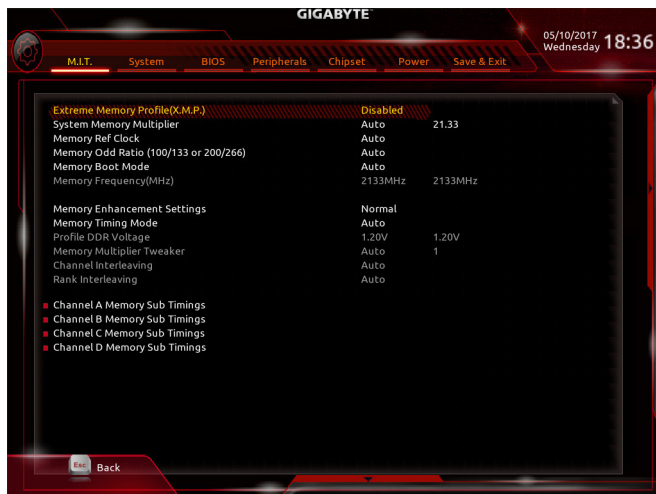 GIGABYTE
05/10/2017 Wednesday 18:36
M.I.T. System BIOS Peripherals Chipset Power Save & Exit
Extreme Memory Profile(X.M.P.) Disabled
System Memory Multiplier Auto 21.33
Memory Ref Clock Auto
Memory Odd Ratio (100/133 or 200/266) Auto
Memory Boot Mode Auto
Memory Frequency(MHz) 2133MHz 2133MHz
Memory Enhancement Settings Normal
Memory Timing Mode Auto
Profile DDR Voltage 1.20V 1.20V
Memory Multiplier Tweaker Auto 1
Channel Interleaving Auto
Rank Interleaving Auto
Channel A Memory Sub Timings
Channel B Memory Sub Timings
Channel C Memory Sub Timings
Channel D Memory Sub Timings
Esc Back